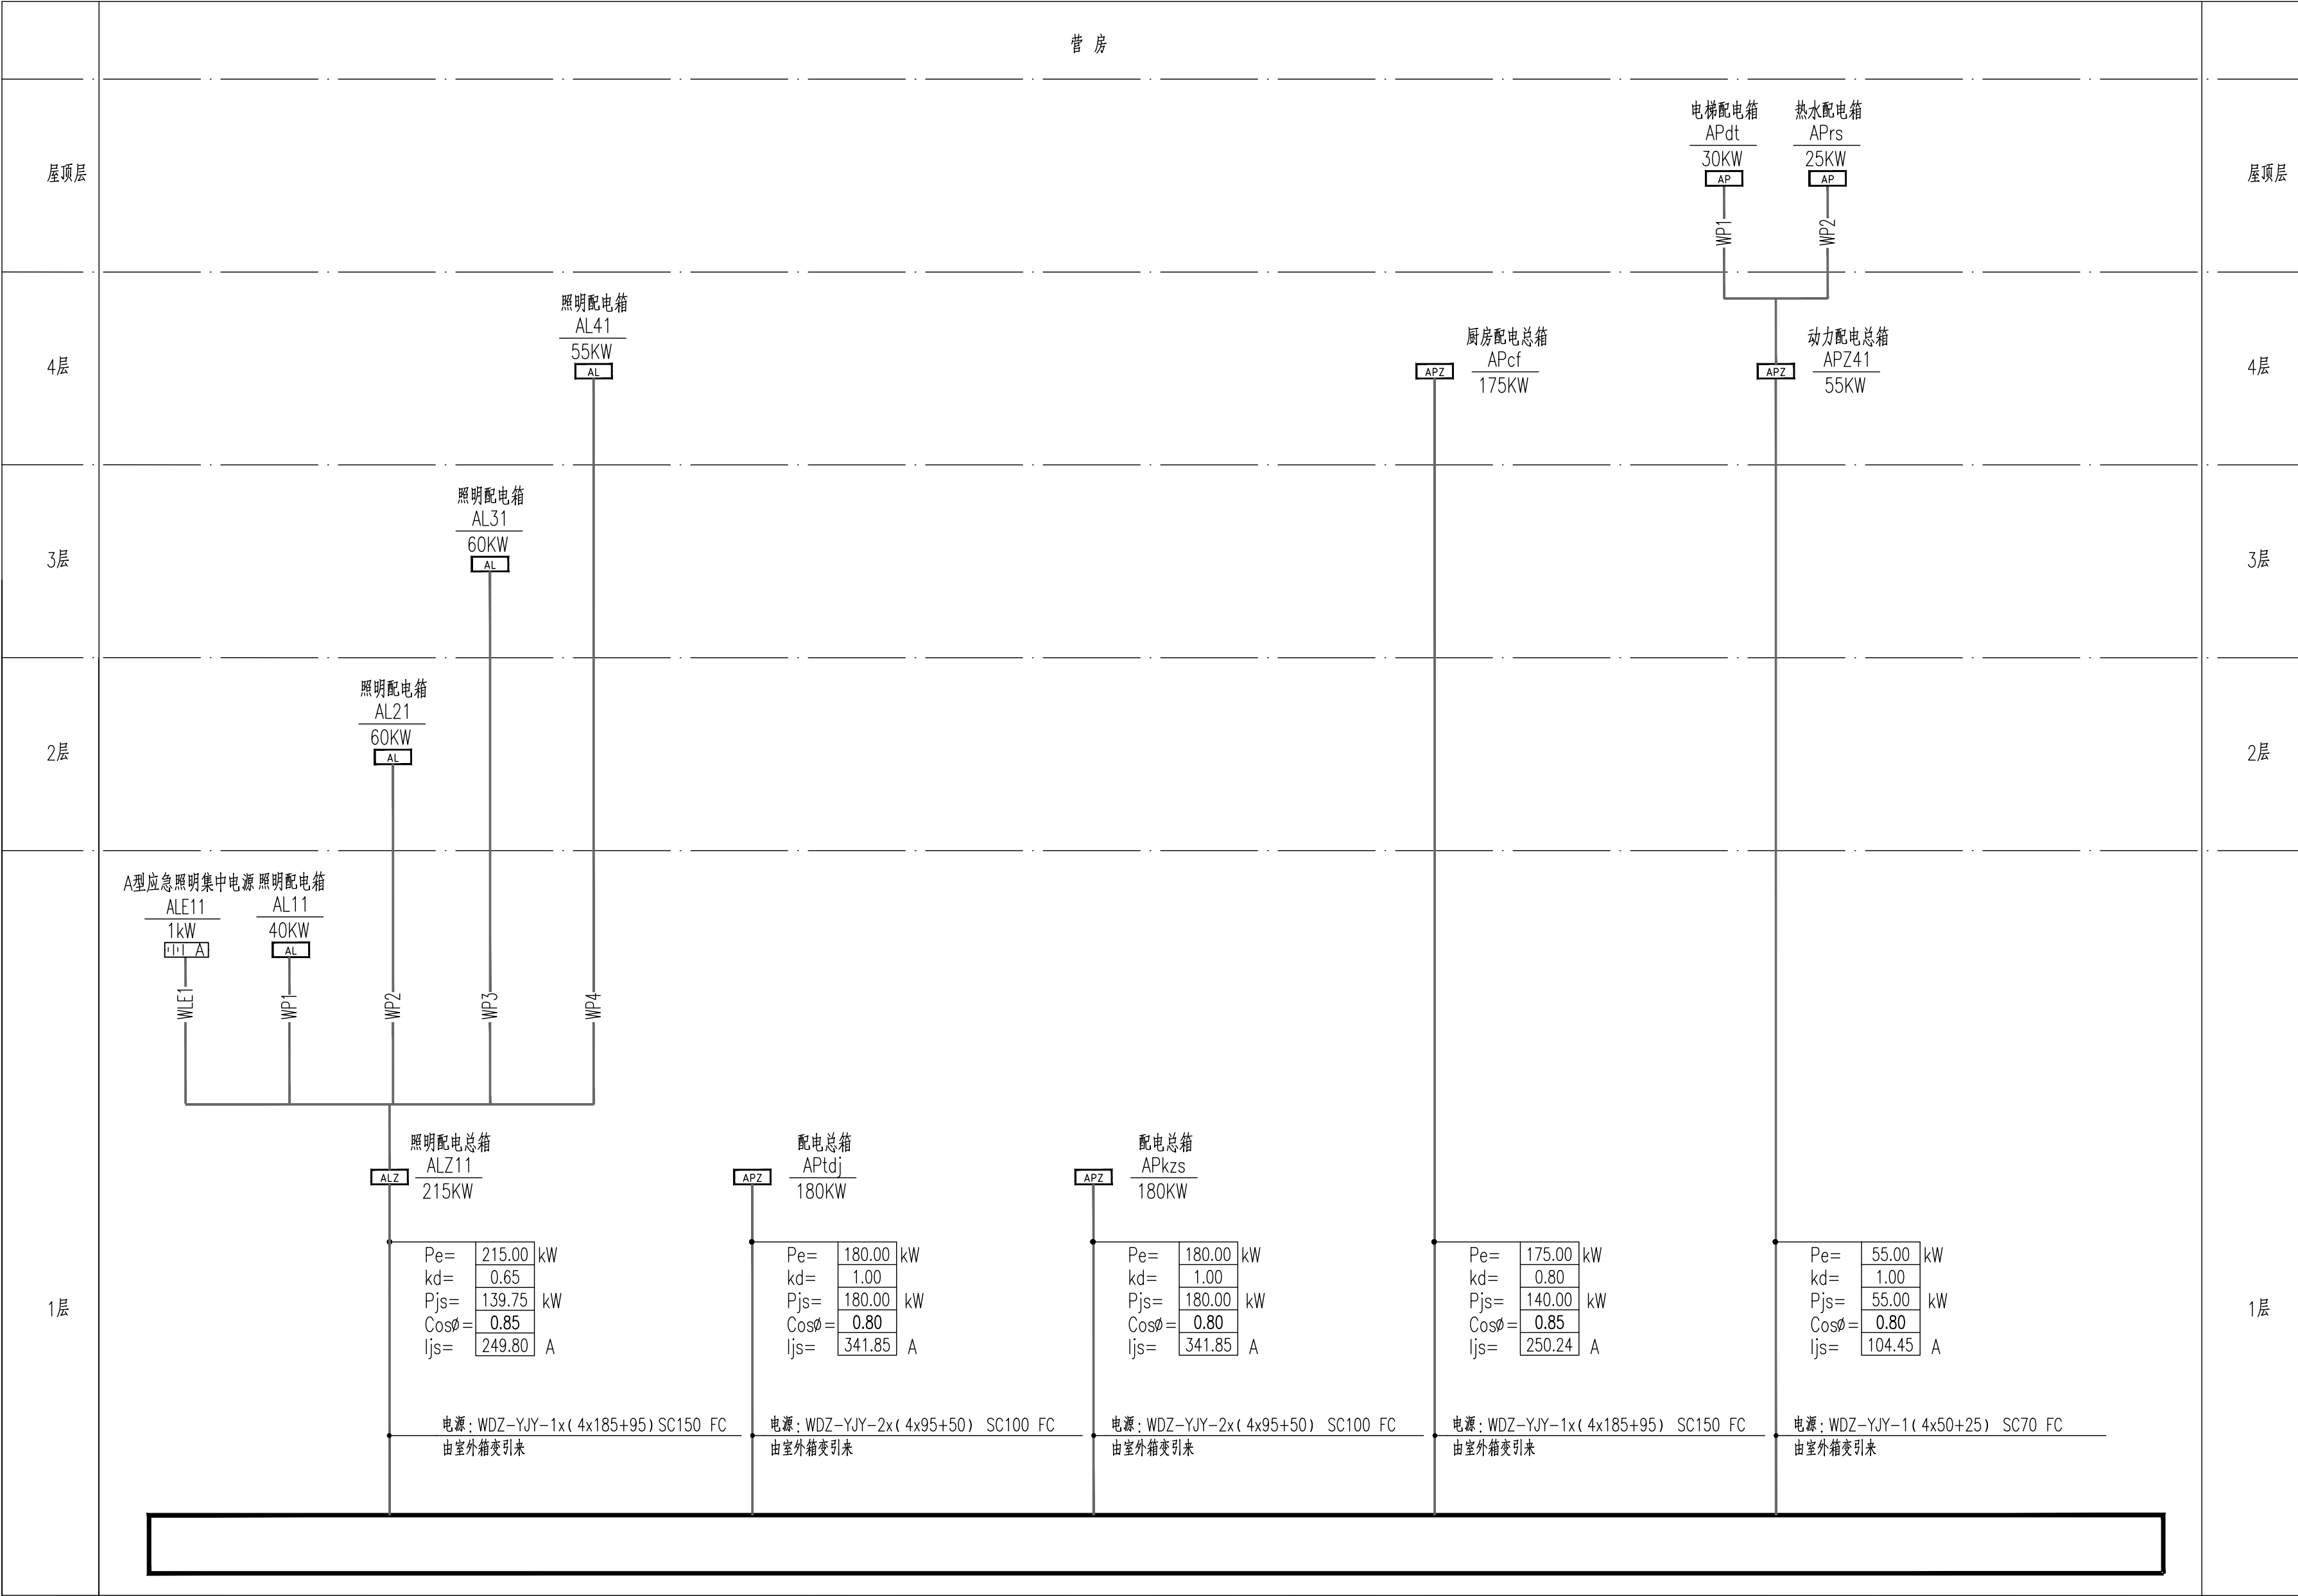 营 房
屋顶层
电梯配电箱
APdt
30KW
AP
WP1
热水配电箱
APrs
25KW
AP
WP2
屋顶层
4层
照明配电箱
AL41
55KW
AL
厨房配电总箱
APcf
175KW
APZ
动力配电总箱
APZ41
55KW
APZ
4层
3层
照明配电箱
AL31
60KW
AL
3层
2层
照明配电箱
AL21
60KW
AL
2层
A型应急照明集中电源
ALE11
1kW
A
WLE1
照明配电箱
AL11
40KW
AL
WP1
WP2
WP3
WP4
1层
照明配电总箱
ALZ11
215KW
ALZ
Pe= 215.00 kW
kd= 0.65
Pjs= 139.75 kW
Cosø= 0.85
Ijs= 249.80 A
电源: WDZ-YJY-1x(4x185+95)SC150 FC
由室外箱变引来
配电总箱
APtdj
180KW
APZ
Pe= 180.00 kW
kd= 1.00
Pjs= 180.00 kW
Cosø= 0.80
Ijs= 341.85 A
电源: WDZ-YJY-2x(4x95+50) SC100 FC
由室外箱变引来
配电总箱
APkzs
180KW
APZ
Pe= 180.00 kW
kd= 1.00
Pjs= 180.00 kW
Cosø= 0.80
Ijs= 341.85 A
电源: WDZ-YJY-2x(4x95+50) SC100 FC
由室外箱变引来
Pe= 175.00 kW
kd= 0.80
Pjs= 140.00 kW
Cosø= 0.85
Ijs= 250.24 A
电源: WDZ-YJY-1x(4x185+95) SC150 FC
由室外箱变引来
Pe= 55.00 kW
kd= 1.00
Pjs= 55.00 kW
Cosø= 0.80
Ijs= 104.45 A
电源: WDZ-YJY-1(4x50+25) SC70 FC
由室外箱变引来
1层